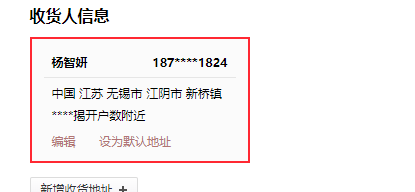 收货人信息
杨智妍 187****1824
中国 江苏 无锡市 江阴市 新桥镇
****揭开户数附近
编辑 设为默认地址
新增收货地址 +